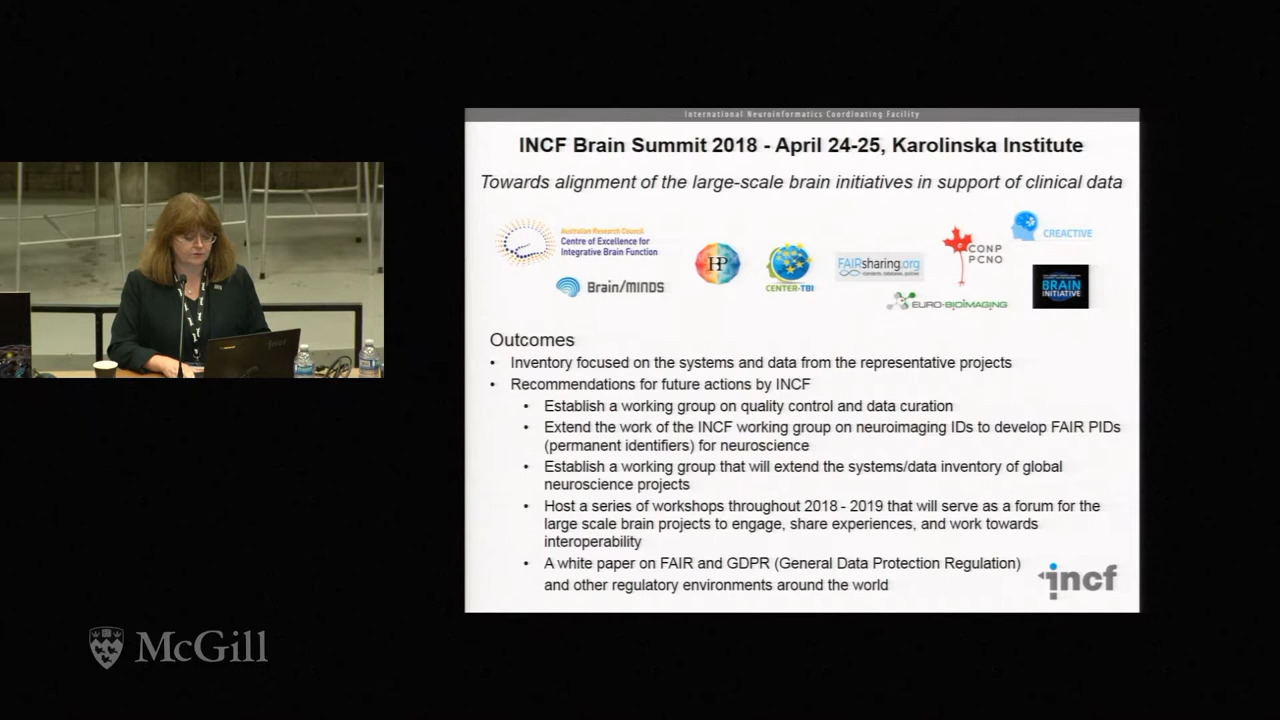 International Neuroinformatics Coordinating Facility
INCF Brain Summit 2018 - April 24-25, Karolinska Institute
Towards alignment of the large-scale brain initiatives in support of clinical data
Australian Research Council
Centre of Excellence for
Integrative Brain Function
Brain/MINDS
HP
CENTER-TBI
FAIRsharing.org
standards, databases, policies
CONP
PCNO
CREACTIVE
EURO-BIOIMAGING
BRAIN
INITIATIVE
Outcomes
• Inventory focused on the systems and data from the representative projects
• Recommendations for future actions by INCF
• Establish a working group on quality control and data curation
• Extend the work of the INCF working group on neuroimaging IDs to develop FAIR PIDs
(permanent identifiers) for neuroscience
• Establish a working group that will extend the systems/data inventory of global
neuroscience projects
• Host a series of workshops throughout 2018 - 2019 that will serve as a forum for the
large scale brain projects to engage, share experiences, and work towards
interoperability
• A white paper on FAIR and GDPR (General Data Protection Regulation)
and other regulatory environments around the world
incf
incf
McGill